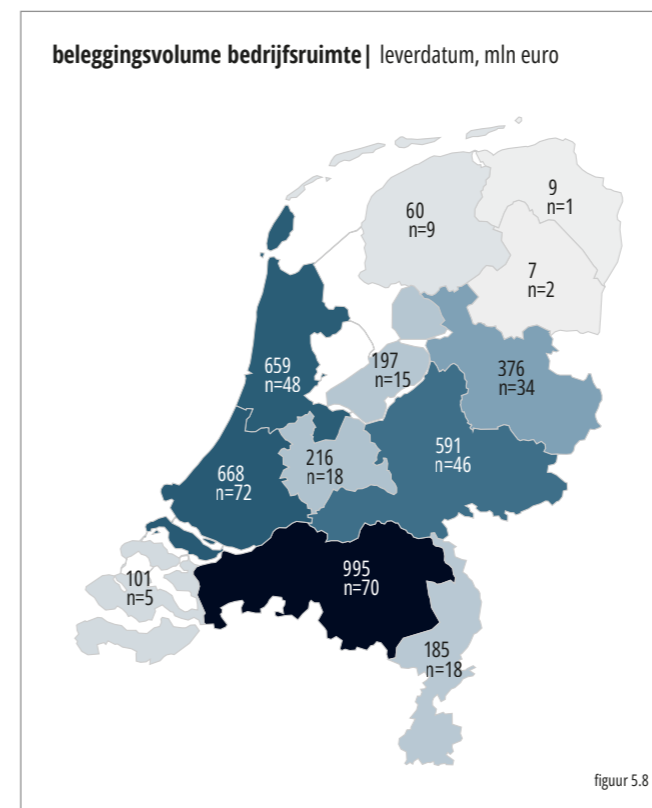 beleggingsvolume bedrijfsruimte| leverdatum, mln euro
9
n=1
60
n=9
7
n=2
659
n=48
197
n=15
376
n=34
216
n=18
591
n=46
668
n=72
995
n=70
101
n=5
185
n=18
figuur 5.8